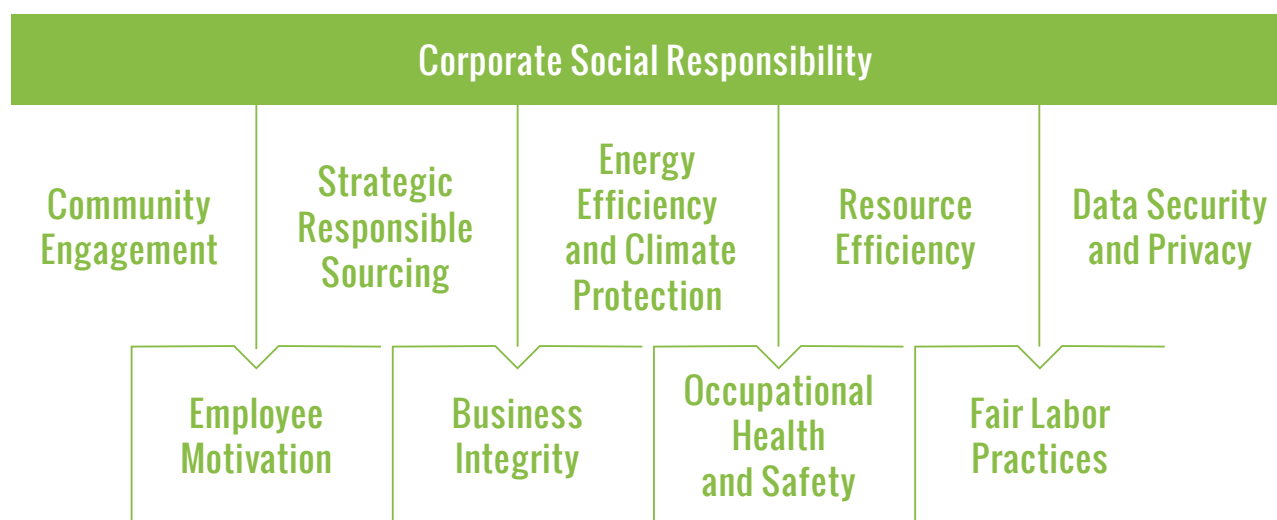 Corporate Social Responsibility
Community
Engagement
Strategic
Responsible
Sourcing
Energy
Efficiency
and Climate
Protection
Resource
Efficiency
Data Security
and Privacy
Employee
Motivation
Business
Integrity
Occupational
Health
and Safety
Fair Labor
Practices